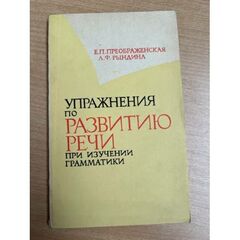 Е.П.ПРЕОБРАЖЕНСКАЯ
Л.Ф.РЫНДИНА
УПРАЖНЕНИЯ
ПО
РАЗВИТИЮ
РЕЧИ
ПРИ ИЗУЧЕНИИ
ГРАММАТИКИ